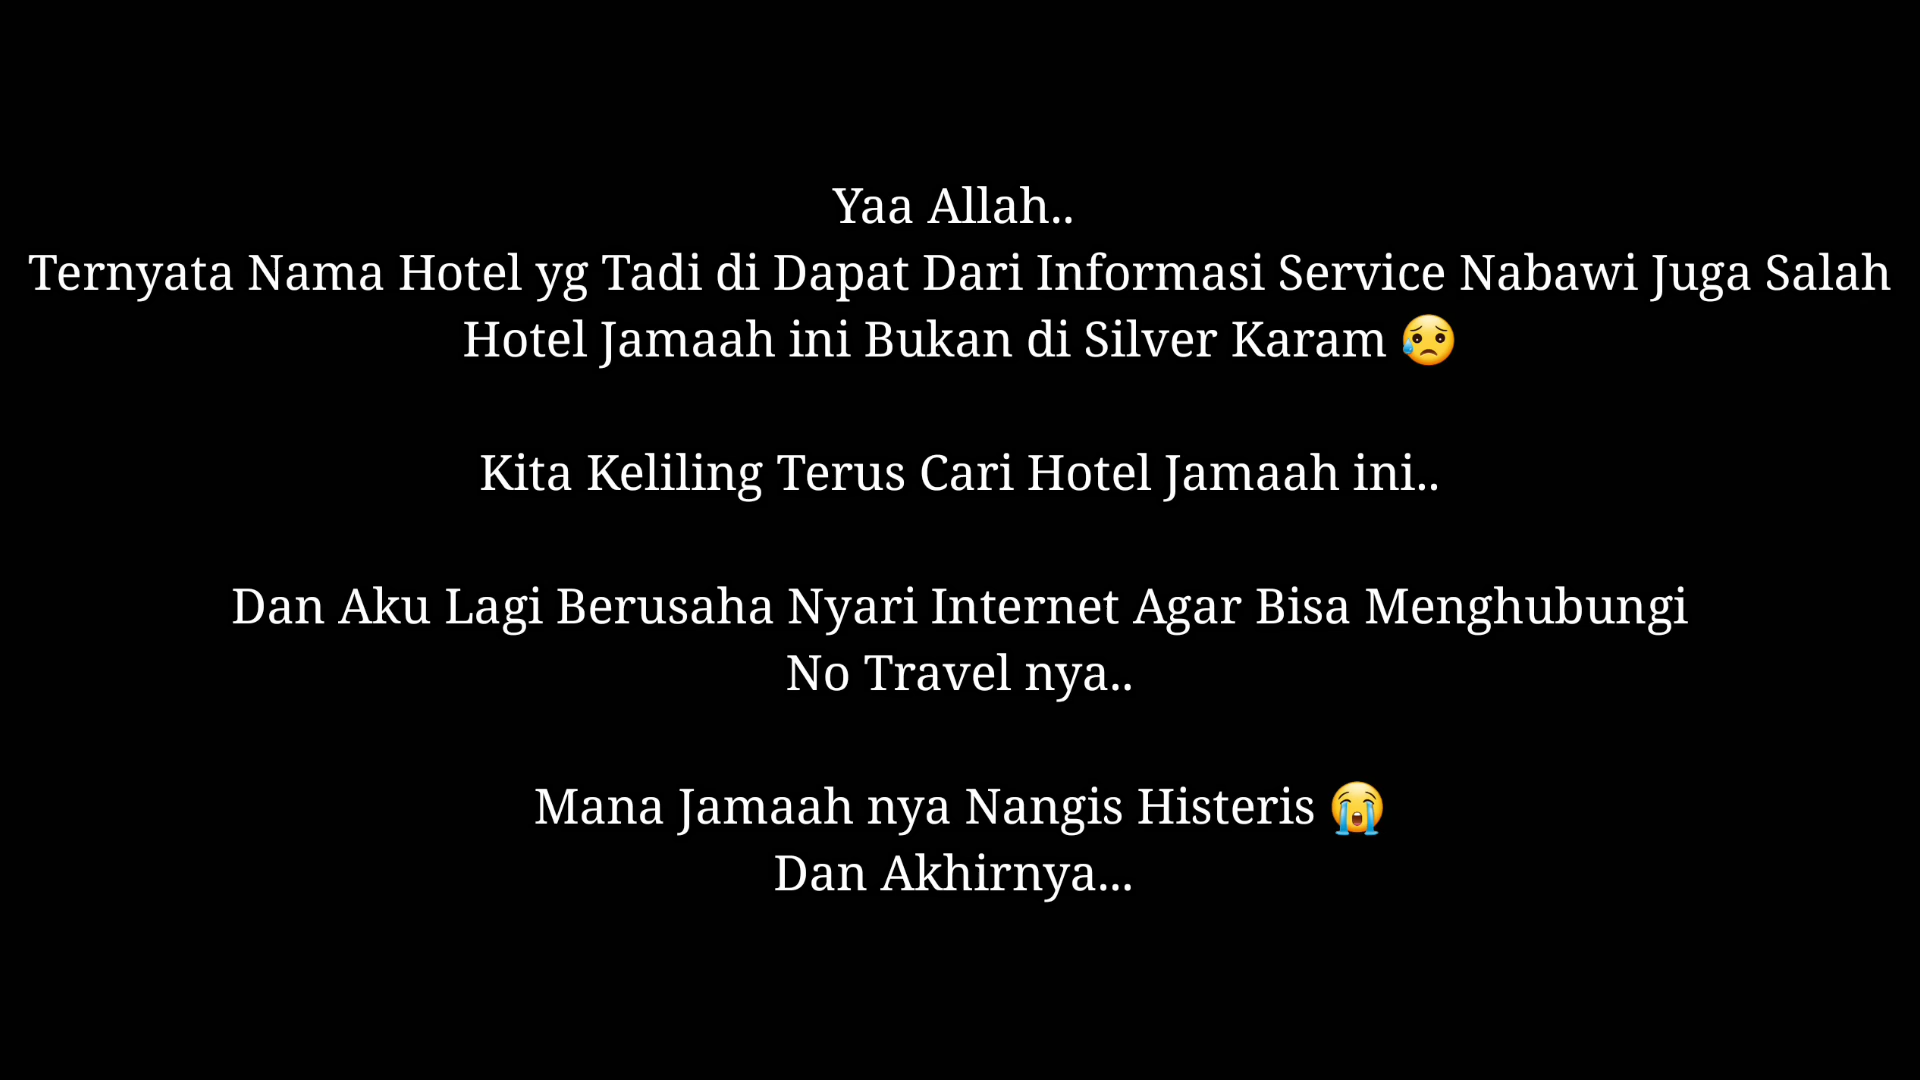 Yaa Allah..
Ternyata Nama Hotel yg Tadi di Dapat Dari Informasi Service Nabawi Juga Salah
Hotel Jamaah ini Bukan di Silver Karam 😥
Kita Keliling Terus Cari Hotel Jamaah ini..
Dan Aku Lagi Berusaha Nyari Internet Agar Bisa Menghubungi
No Travel nya..
Mana Jamaah nya Nangis Histeris 😭
Dan Akhirnya...